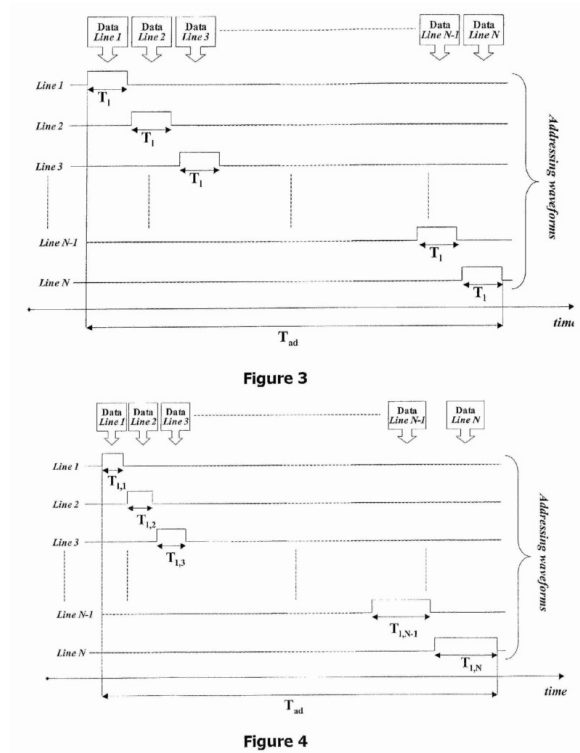 Data Line 1 Data Line 2 Data Line 3 Data Line N-1 Data Line N
Line 1
T1
Line 2
T1
Line 3
T1
Line N-1
T1
Line N
T1
Addressing waveforms
time
Tad
Figure 3
Data Line 1 Data Line 2 Data Line 3 Data Line N-1 Data Line N
Line 1
T1,1
Line 2
T1,2
Line 3
T1,3
Line N-1
T1,N-1
Line N
T1,N
Addressing waveforms
time
Tad
Figure 4